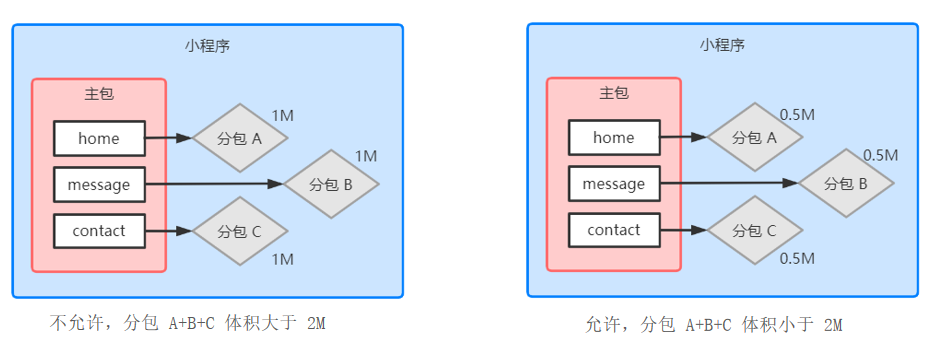 小程序
主包
home
分包 A
1M
message
分包 B
1M
contact
分包 C
1M
不允许，分包 A+B+C 体积大于 2M
小程序
主包
home
分包 A
0.5M
message
分包 B
0.5M
contact
分包 C
0.5M
允许，分包 A+B+C 体积小于 2M